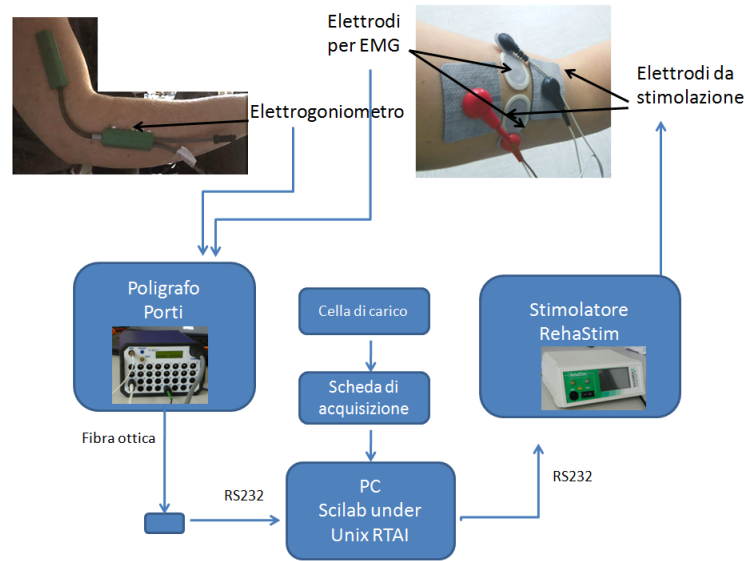 Elettrodi
per EMG
Elettrodi da
stimolazione
Elettrogoniometro
Poligrafo
Porti
Cella di carico
Stimolatore
RehaStim
RehaStim
Scheda di
acquisizione
Fibra ottica
RS232
PC
Scilab under
Unix RTAI
RS232